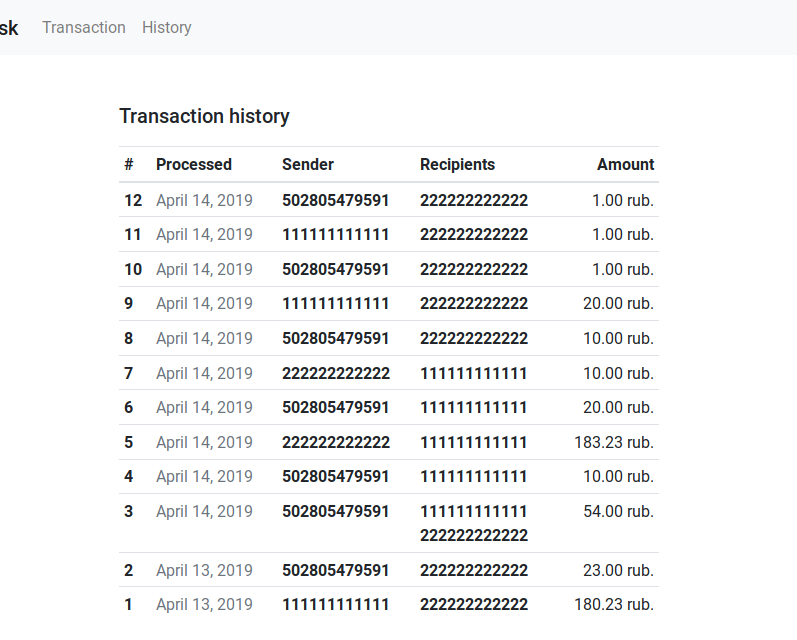 sk Transaction History
Transaction history
# Processed Sender Recipients Amount
12 April 14, 2019 502805479591 222222222222 1.00 rub.
11 April 14, 2019 111111111111 222222222222 1.00 rub.
10 April 14, 2019 502805479591 222222222222 1.00 rub.
9 April 14, 2019 111111111111 222222222222 20.00 rub.
8 April 14, 2019 502805479591 222222222222 10.00 rub.
7 April 14, 2019 222222222222 111111111111 10.00 rub.
6 April 14, 2019 502805479591 111111111111 20.00 rub.
5 April 14, 2019 222222222222 111111111111 183.23 rub.
4 April 14, 2019 502805479591 111111111111 10.00 rub.
3 April 14, 2019 502805479591 111111111111 54.00 rub.
222222222222
2 April 13, 2019 502805479591 222222222222 23.00 rub.
1 April 13, 2019 111111111111 222222222222 180.23 rub.